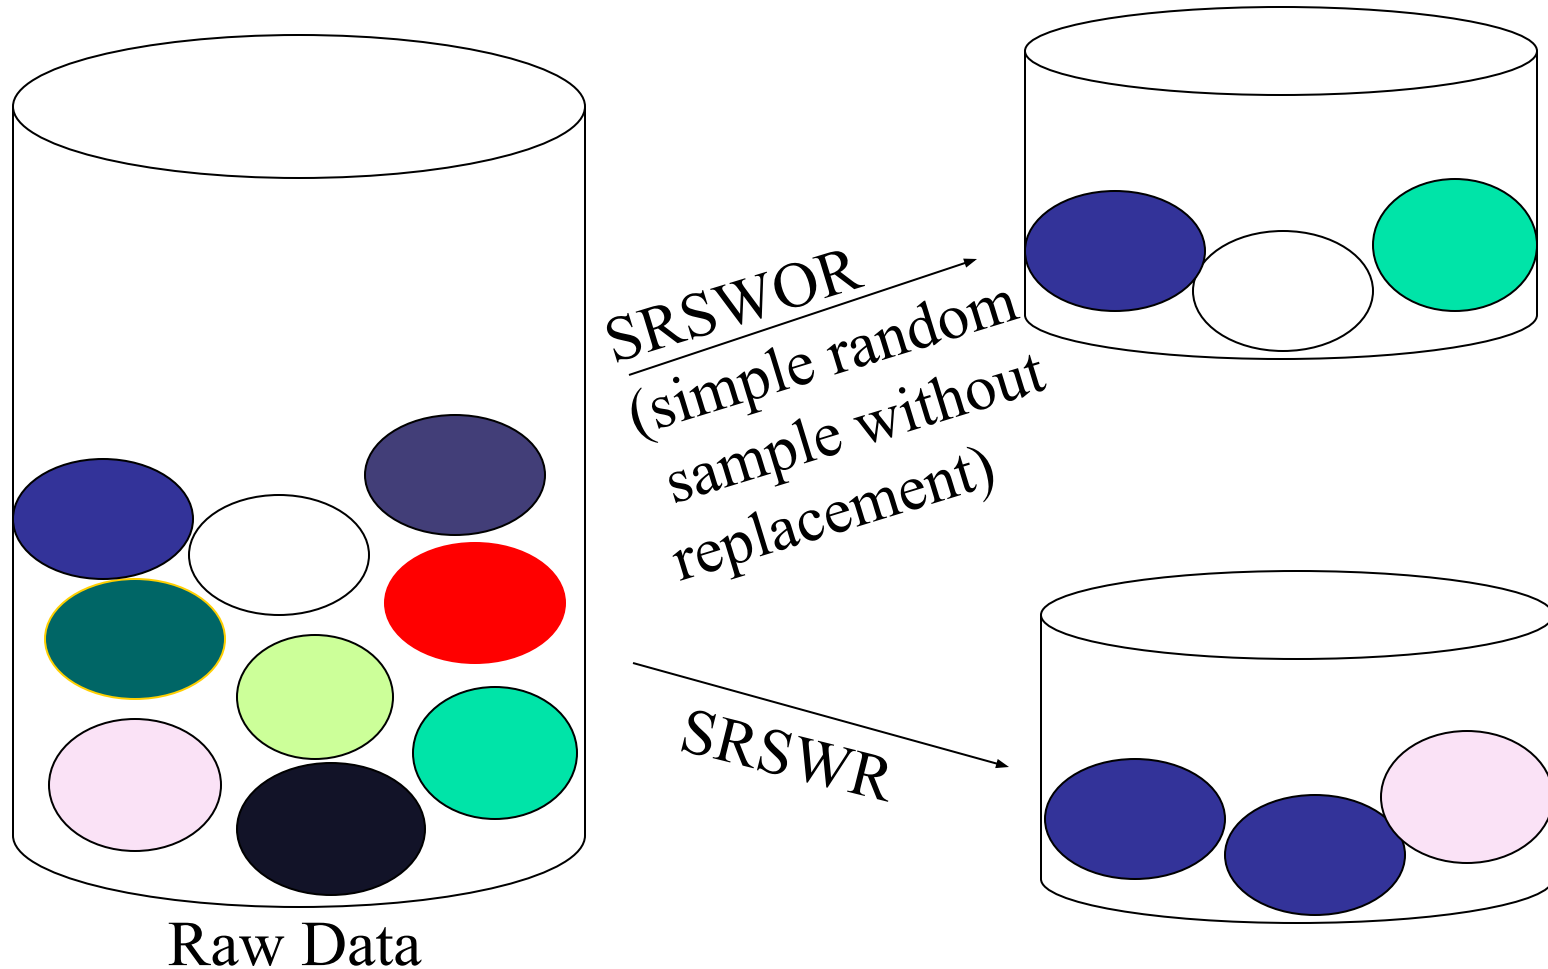 SRSWOR
(simple random
sample without
replacement)
SRSWR
Raw Data